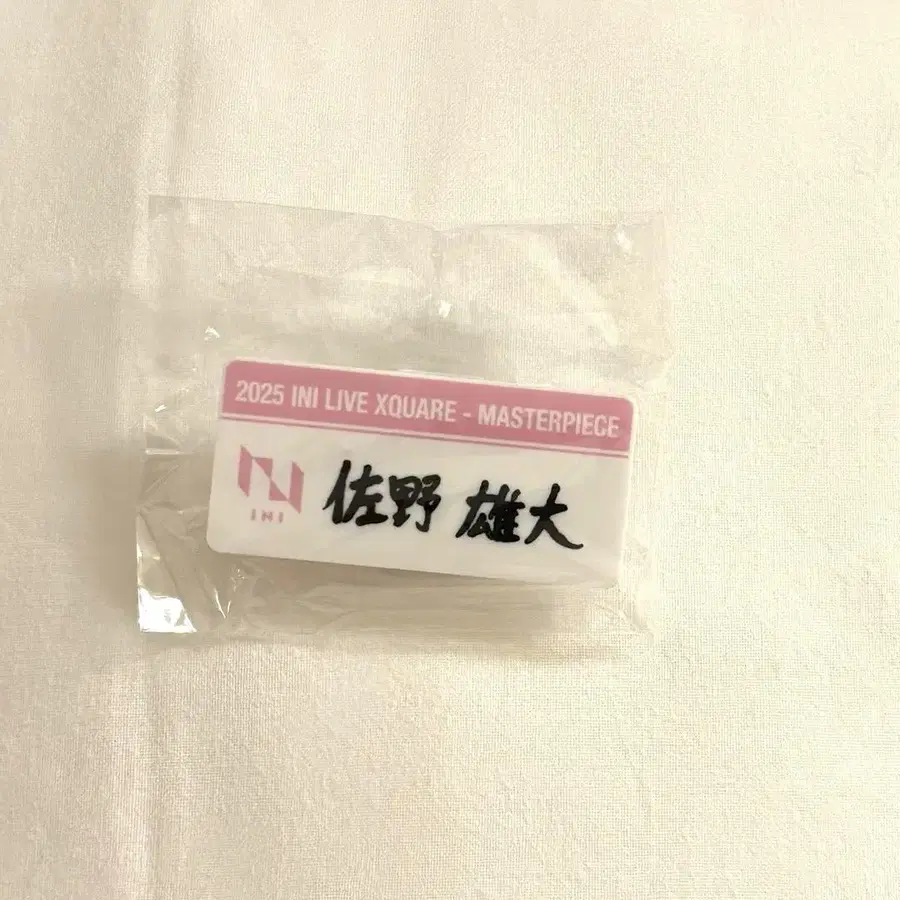 2025 INI LIVE XQUARE - MASTERPIECE
INI
佐野 雄大